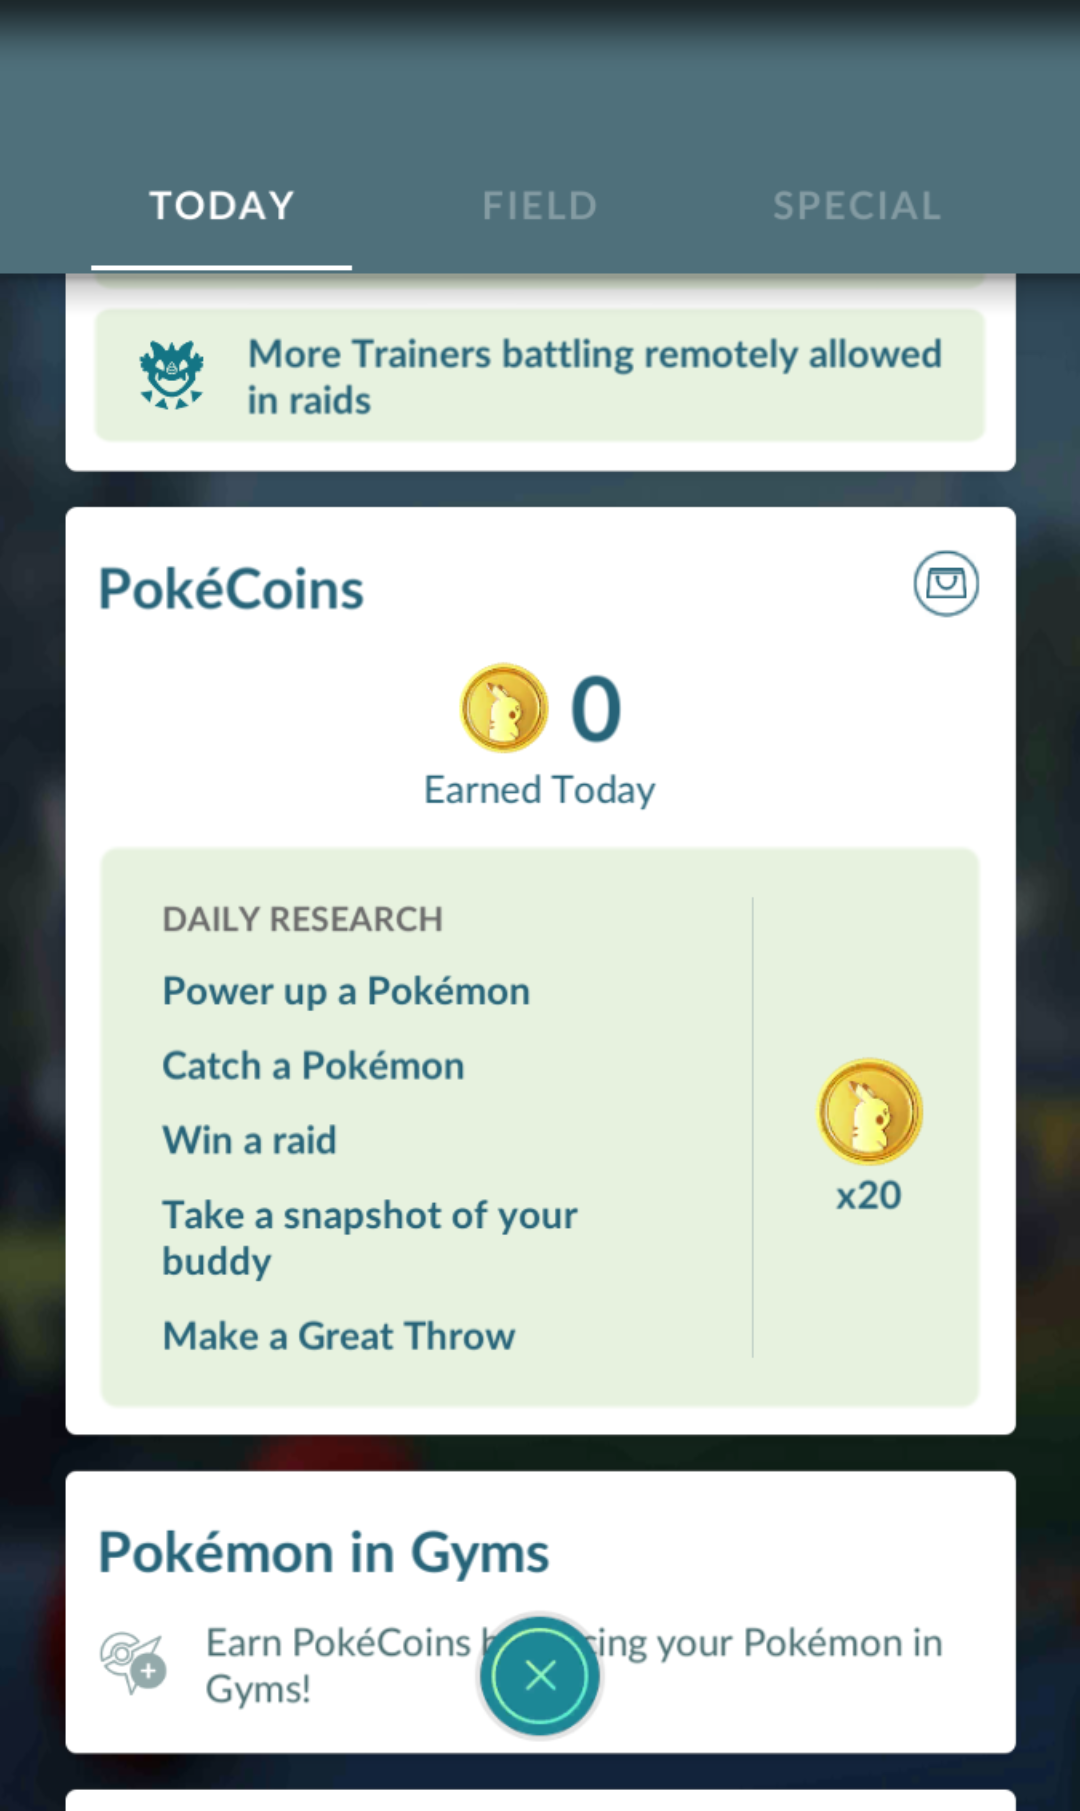 TODAY
FIELD
SPECIAL
More Trainers battling remotely allowed
in raids
PokéCoins
0
Earned Today
DAILY RESEARCH
Power up a Pokémon
Catch a Pokémon
Win a raid
Take a snapshot of your
buddy
Make a Great Throw
x20
Pokémon in Gyms
Earn PokéCoins your Pokémon in
Gyms!